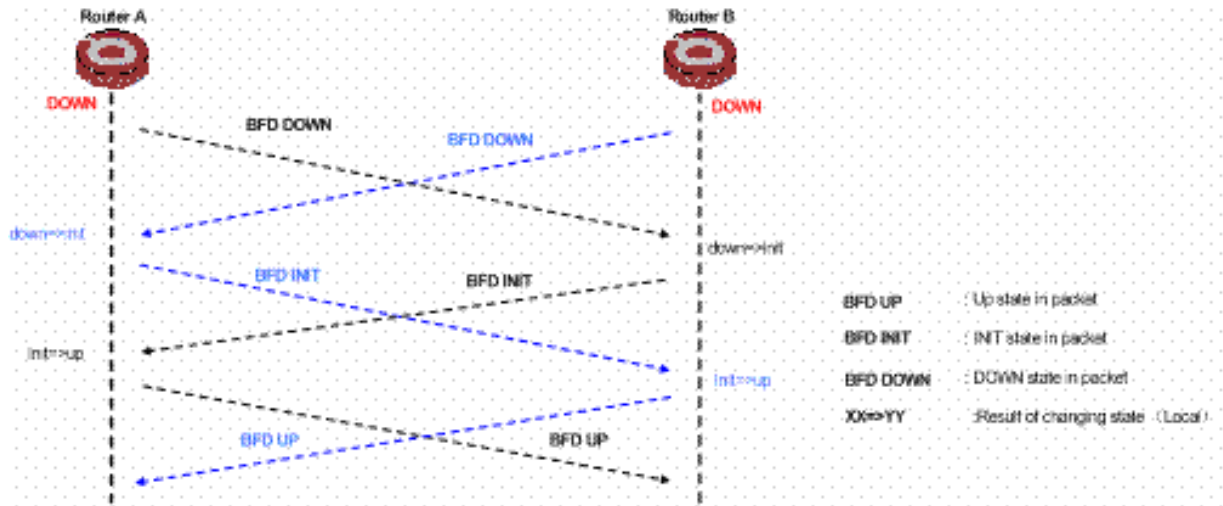 Router A
Router B
DOWN
DOWN
BFD DOWN
BFD DOWN
down=>init
down=>init
BFD INIT
BFD INIT
BFD UP : Up state in packet
BFD INIT : INIT state in packet
init=>up
init=>up
BFD DOWN : DOWN state in packet
XX=>YY :Result of changing state (Local)
BFD UP
BFD UP